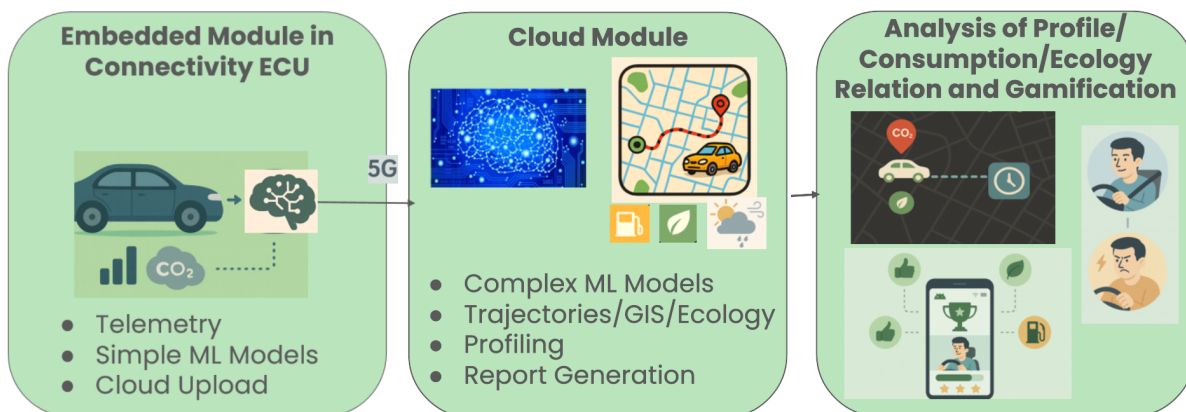 Embedded Module in
Connectivity ECU
CO₂
● Telemetry
● Simple ML Models
● Cloud Upload
5G
Cloud Module
● Complex ML Models
● Trajectories/GIS/Ecology
● Profiling
● Report Generation
Analysis of Profile/
Consumption/Ecology
Relation and Gamification
CO₂